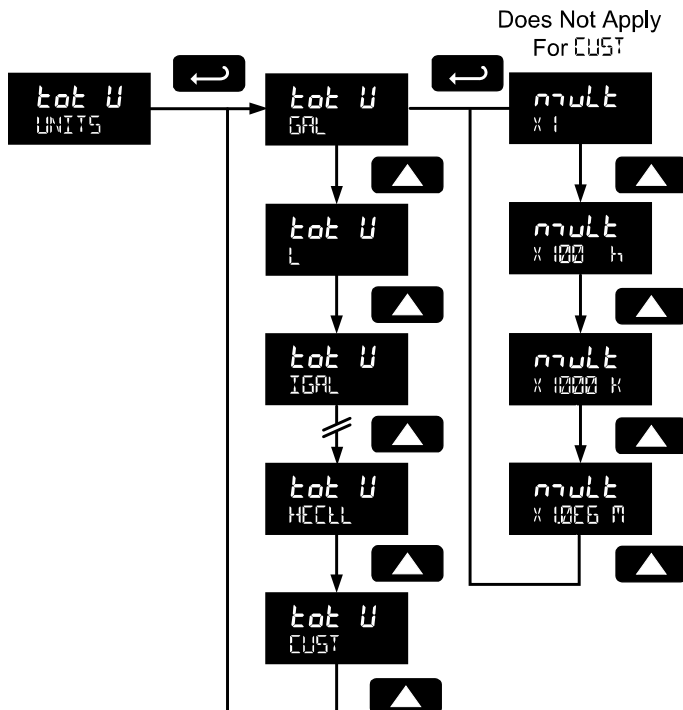 Does Not Apply
For CUST
tot U
UNITS
tot U
GAL
tot U
L
tot U
IGAL
tot U
HECtL
tot U
CUST
mult
X 1
mult
X 100 h
mult
X 1000 K
mult
X 1.0E6 M